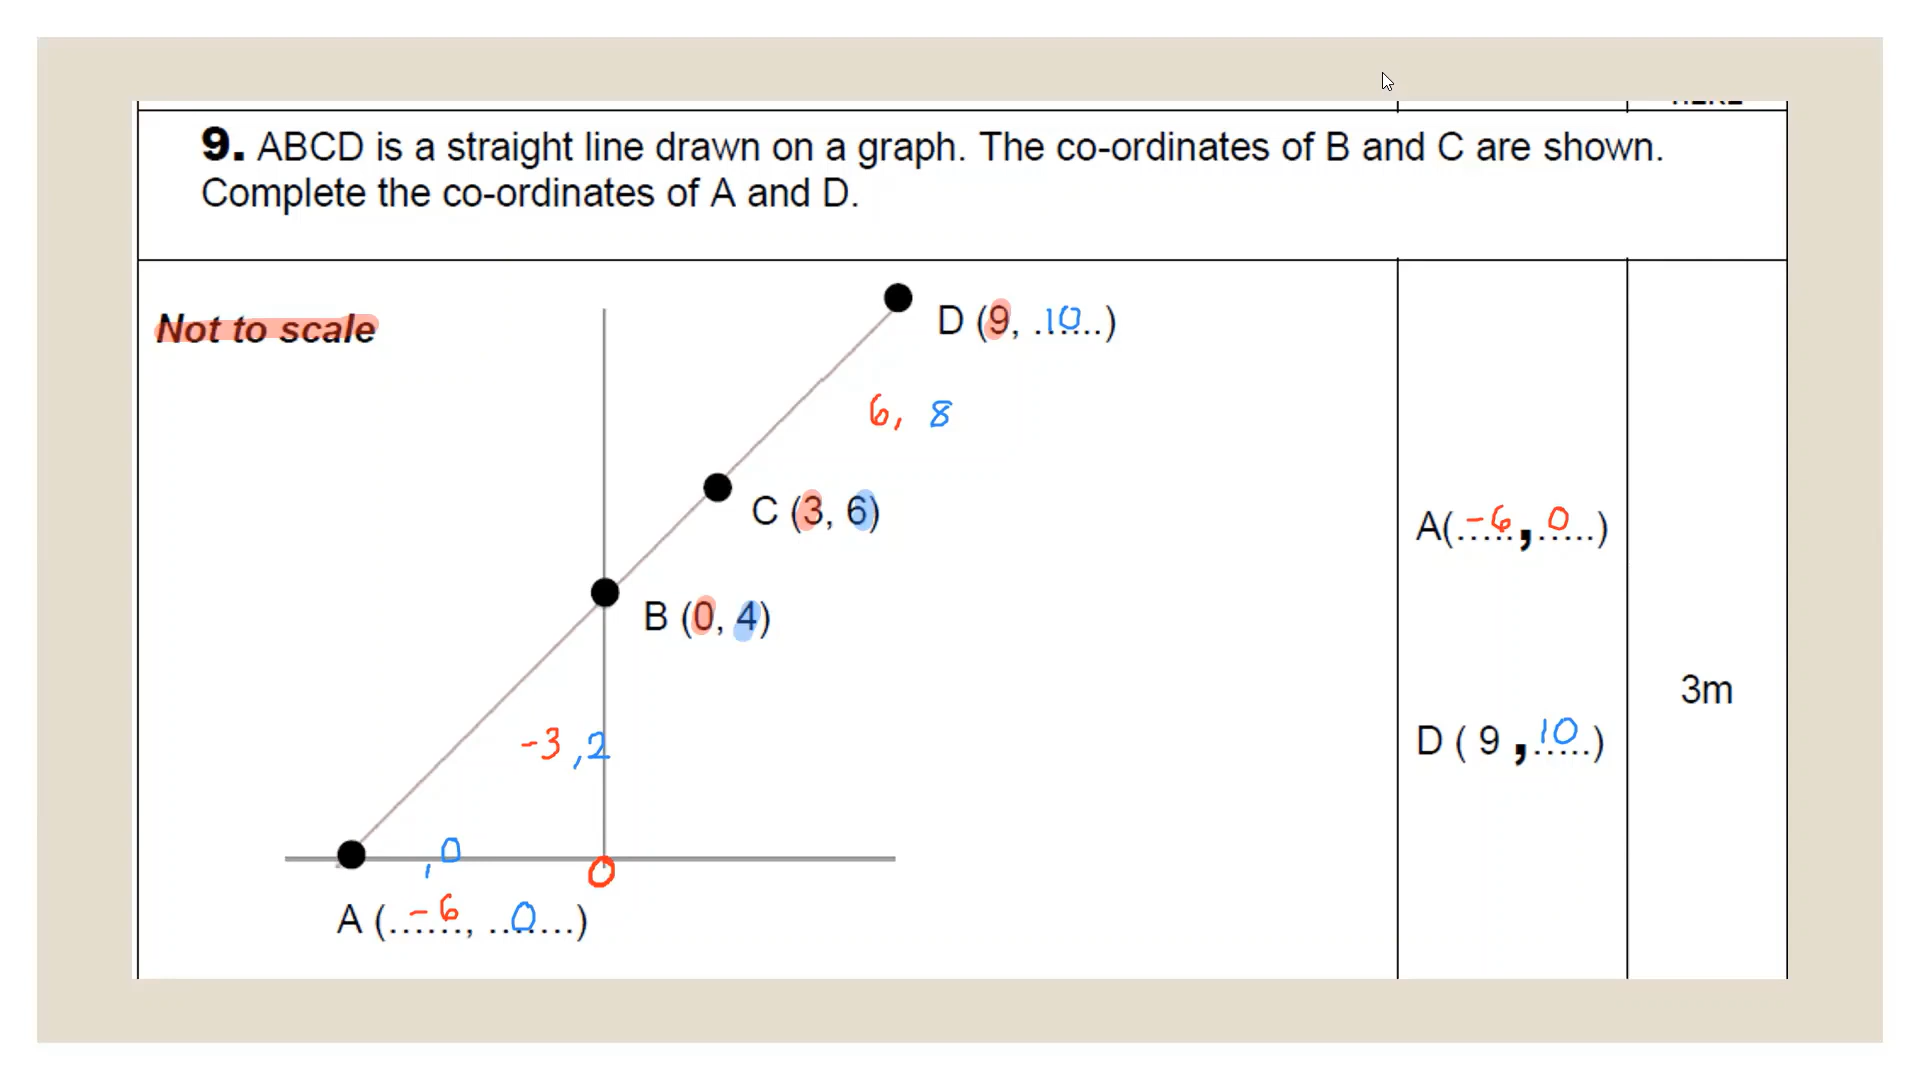 9. ABCD is a straight line drawn on a graph. The co-ordinates of B and C are shown.
Complete the co-ordinates of A and D.
Not to scale
D (9, ..10....)
6, 8
C (3, 6)
B (0, 4)
-3 ,2
, 0
0
A (...-6..., ...0....)
A(..-6..,..0...)
D ( 9 ,..10...)
3m